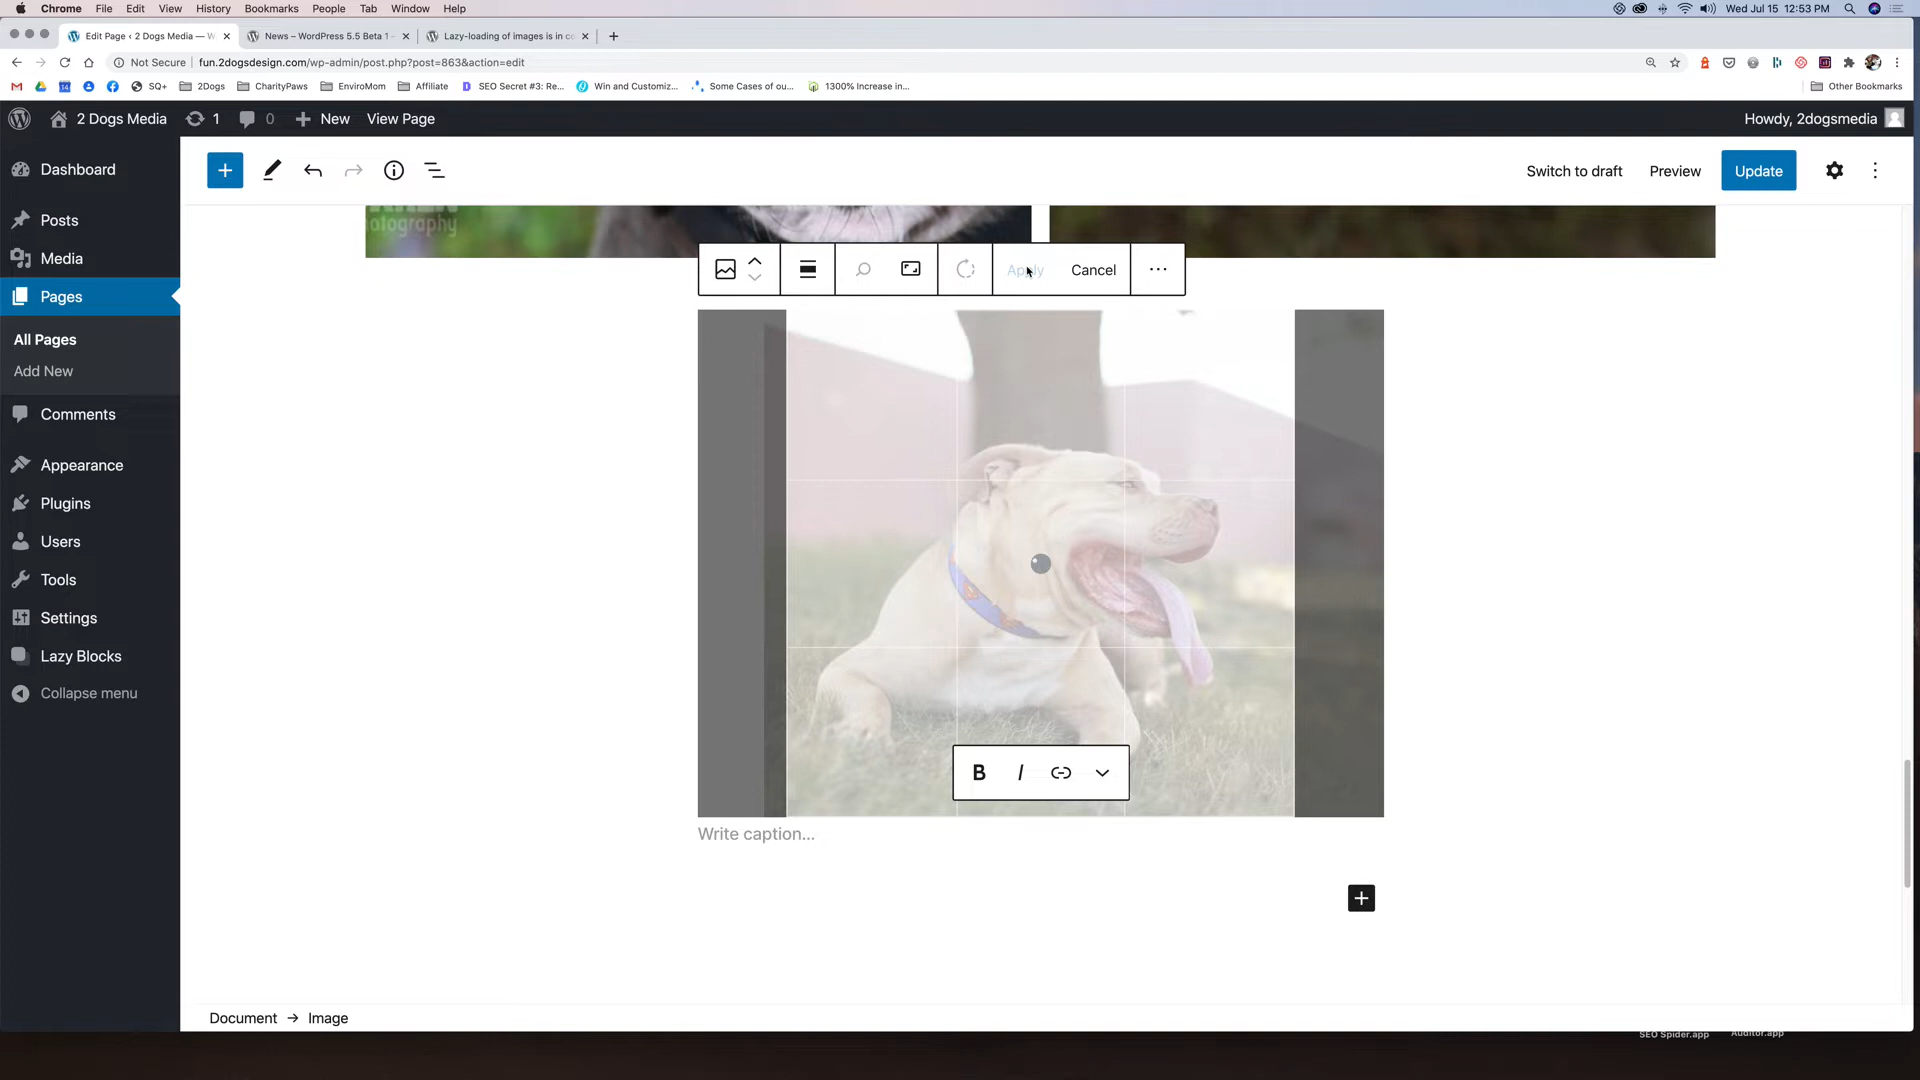 Chrome File Edit View History Bookmarks People Tab Window Help
Wed Jul 15 12:53 PM
Edit Page ‹ 2 Dogs Media — W
News – WordPress 5.5 Beta 1 -
Lazy-loading of images is in co
Not Secure
fun.2dogsdesign.com/wp-admin/post.php?post=863&action=edit
SQ+ 2Dogs CharityPaws EnviroMom Affiliate SEO Secret #3: Re... Win and Customiz... Some Cases of ou... 1300% Increase in... Other Bookmarks
2 Dogs Media 1 0 New View Page Howdy, 2dogsmedia
Dashboard
Posts
Media
Pages
All Pages
Add New
Comments
Appearance
Plugins
Users
Tools
Settings
Lazy Blocks
Collapse menu
Switch to draft Preview Update
otography
Apply Cancel
B I
Write caption...
Document → Image
SEO Spider.app Auditor.app